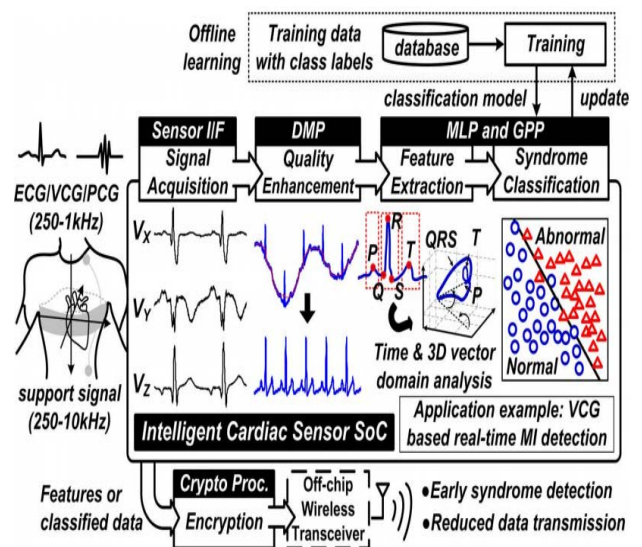 Offline
learning
Training data
with class labels
database
Training
classification model
update
Sensor I/F
DMP
MLP and GPP
Signal
Acquisition
Quality
Enhancement
Feature
Extraction
Syndrome
Classification
ECG/VCG/PCG
(250-1kHz)
support signal
(250-10kHz)
VX
VY
VZ
R
P
T
Q
S
QRS
T
P
Time & 3D vector
domain analysis
Abnormal
Normal
Intelligent Cardiac Sensor SoC
Application example: VCG
based real-time MI detection
Features or
classified data
Crypto Proc.
Encryption
Off-chip
Wireless
Transceiver
●Early syndrome detection
●Reduced data transmission